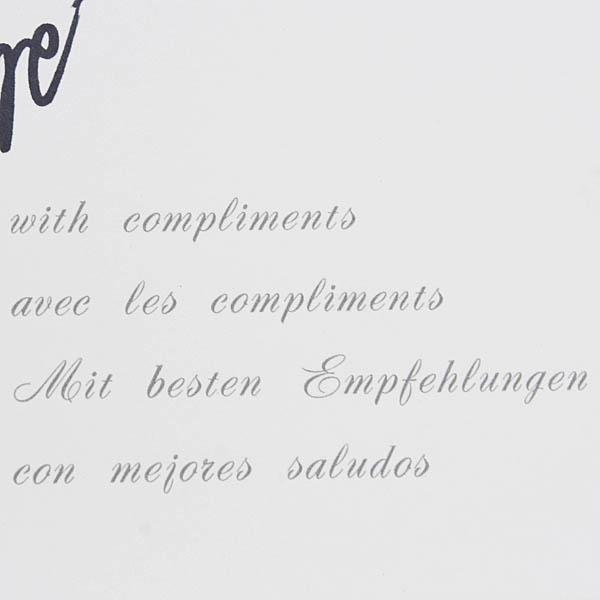 with compliments
avec les compliments
Mit besten Empfehlungen
con mejores saludos